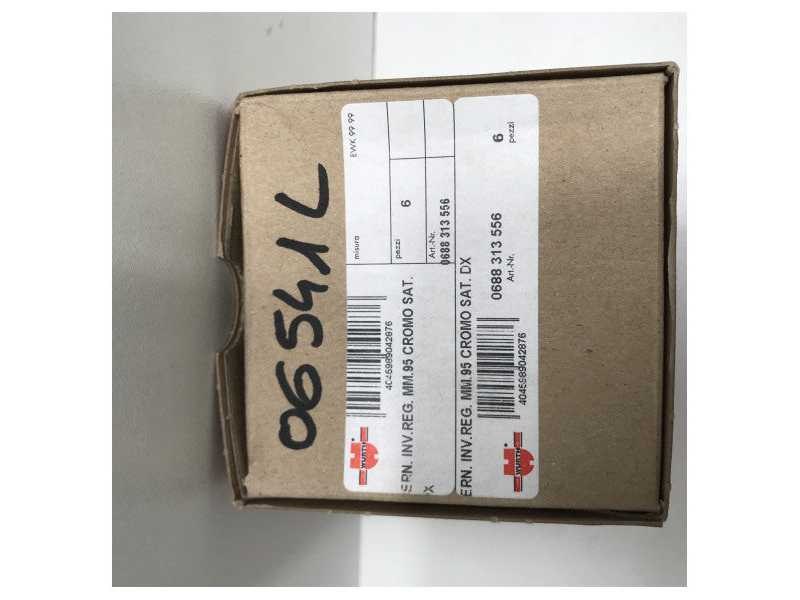 06541L
misura
EWK 99 99
pezzi
6
Art.-Nr.
0688 313 556
4045989042876
WÜRTH
ERN. INV.REG. MM.95 CROMO SAT.
DX
ERN. INV.REG. MM.95 CROMO SAT. DX
6
pezzi
0688 313 556
Art.-Nr.
4045989042876
WÜRTH